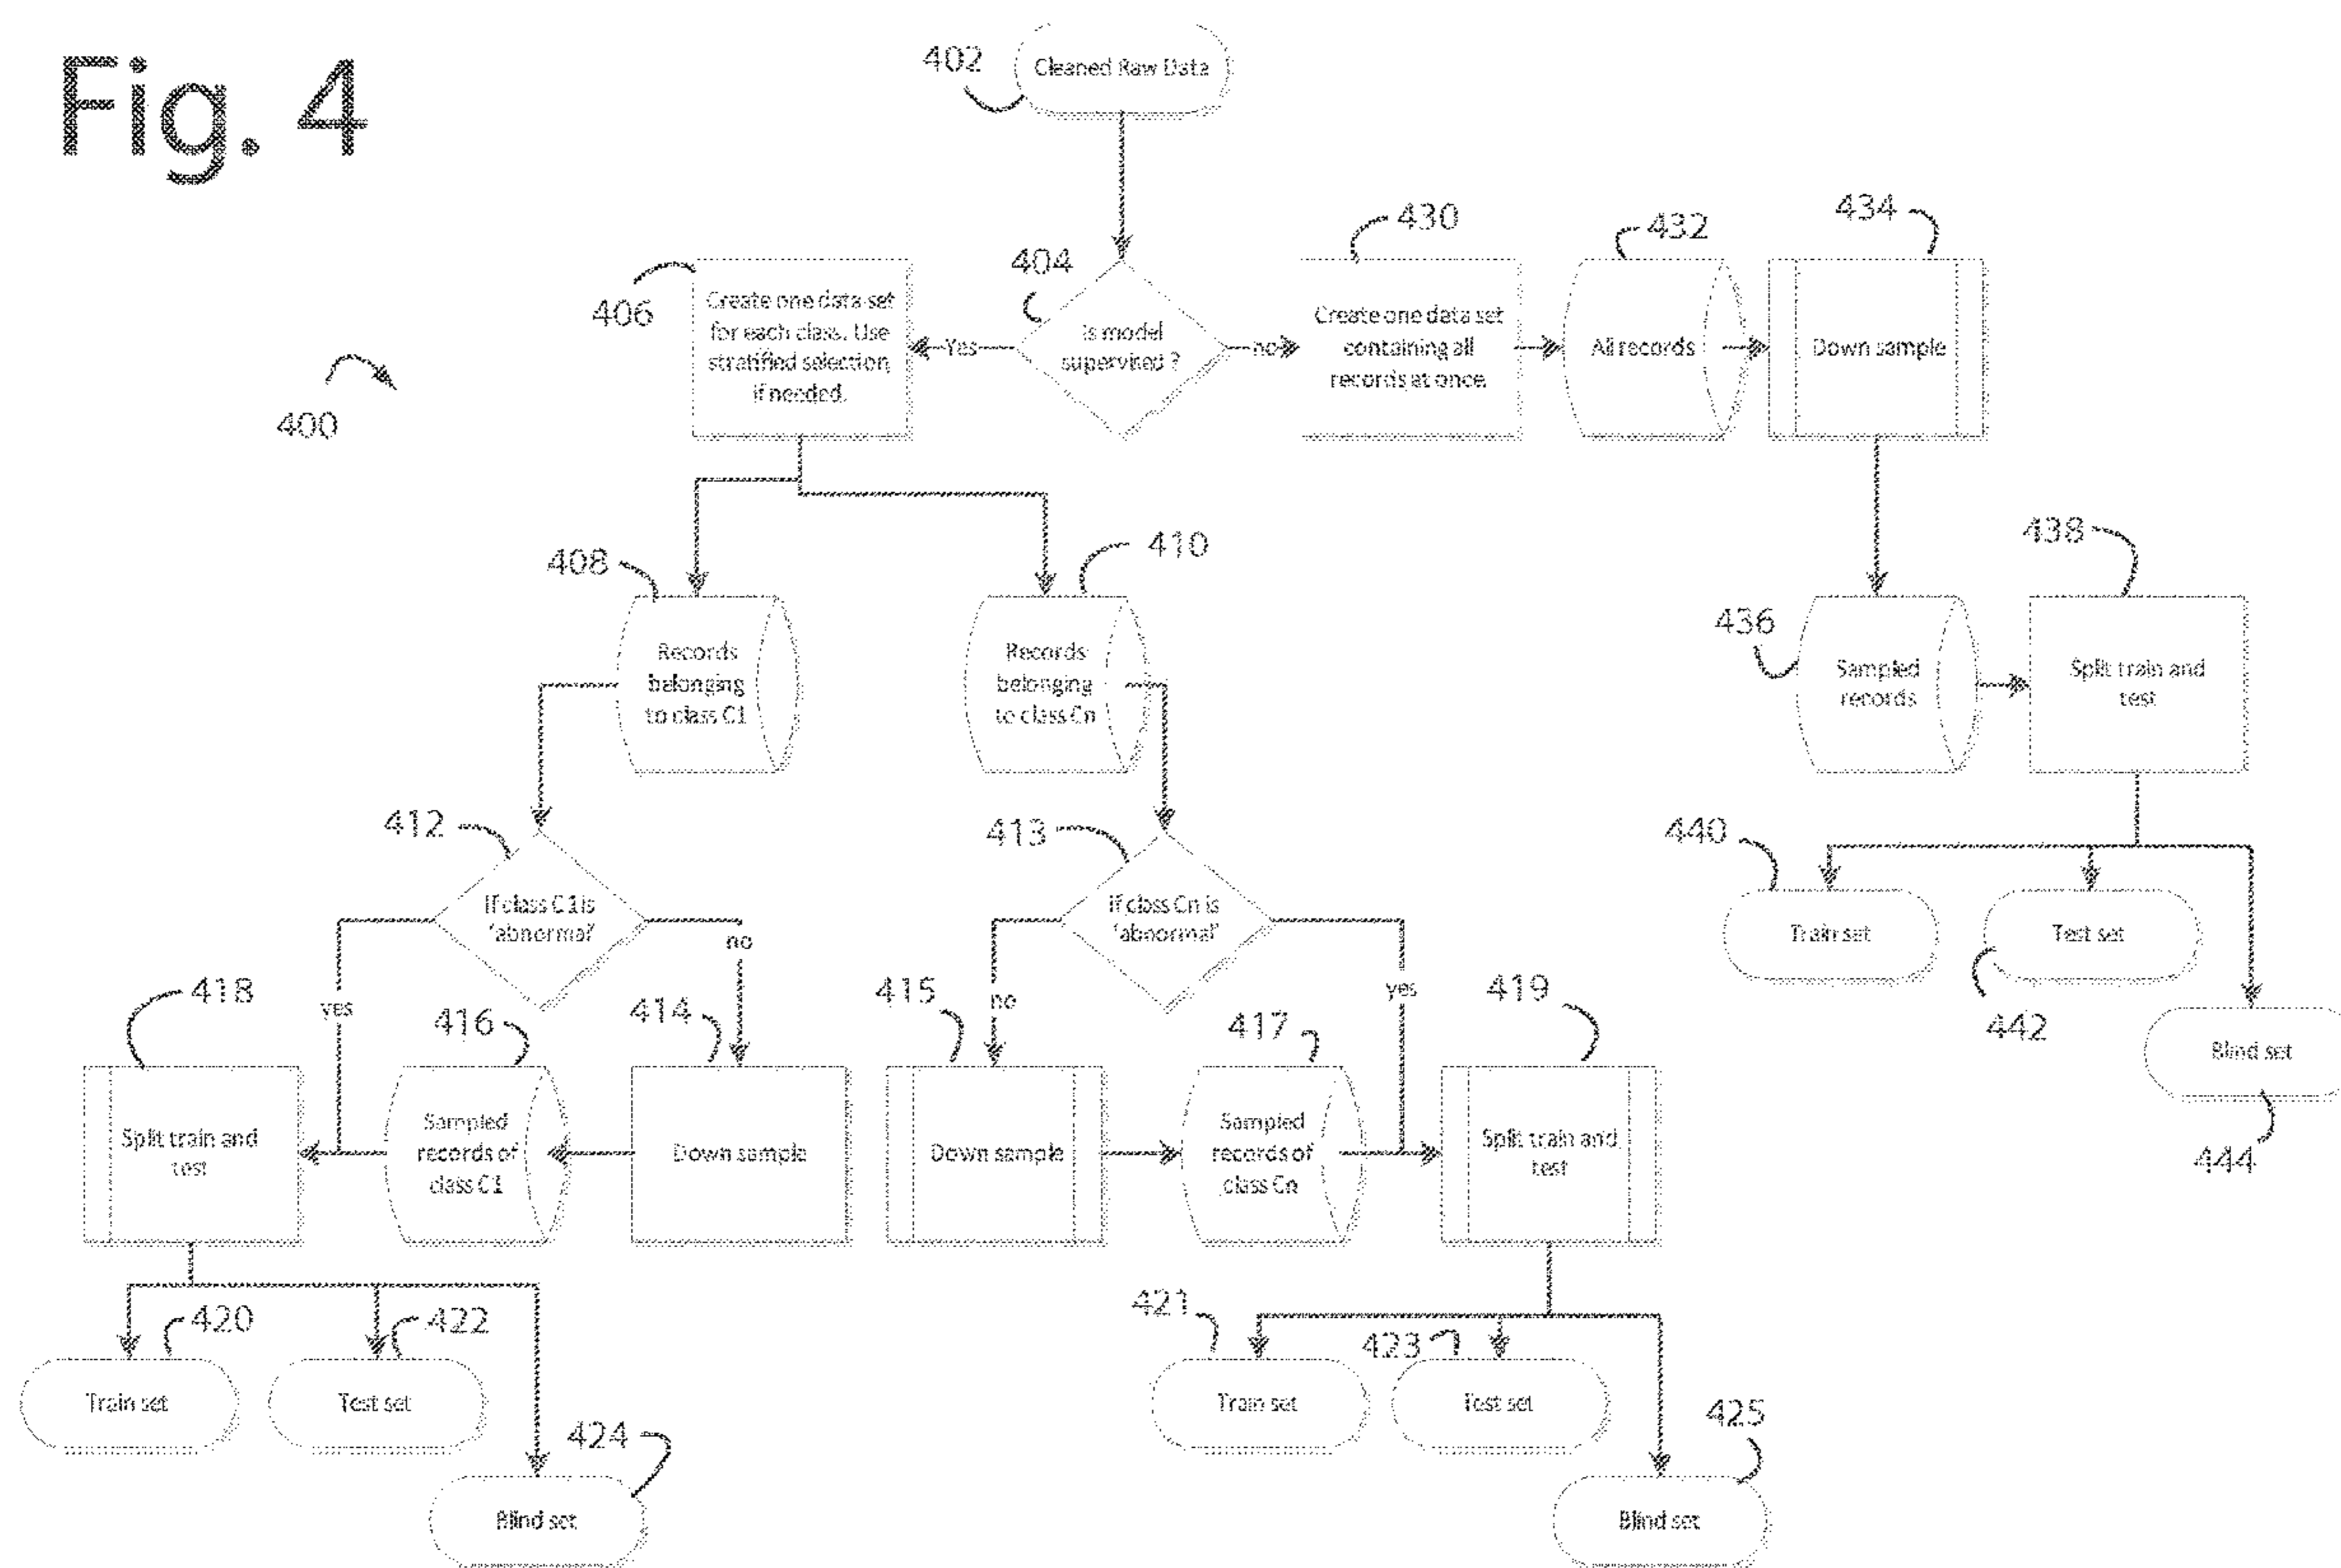 Fig. 4
402
Cleaned Raw Data
400
406
Create one data set
for each class. Use
stratified selection
if needed.
Yes
404
Is model
supervised ?
no
430
Create one data set
containing all
records at once.
432
All records
434
Down sample
408
Records
belonging
to class C1
410
Records
belonging
to class Cn
436
Sampled
records
438
Split train and
test
412
If class C1 is
'abnormal'
yes
no
413
If class Cn is
'abnormal'
no
yes
440
Train set
442
Test set
444
Blind set
418
Split train and
test
416
Sampled
records of
class C1
414
Down sample
415
Down sample
417
Sampled
records of
class Cn
419
Split train and
test
420
Train set
422
Test set
424
Blind set
421
Train set
423
Test set
425
Blind set